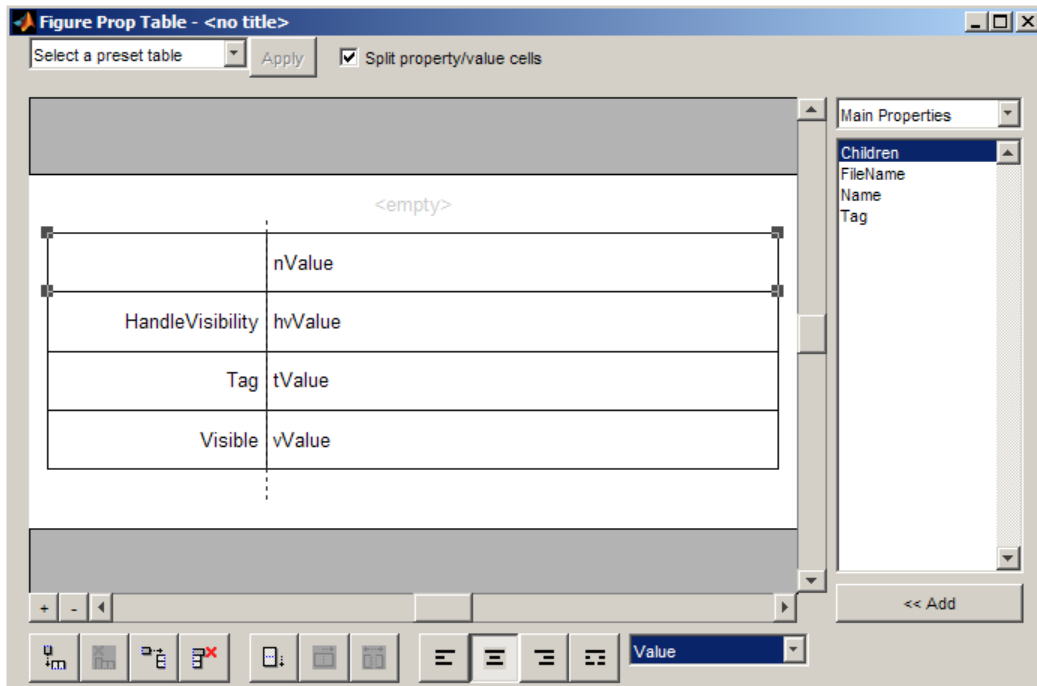 Figure Prop Table - <no title>
Select a preset table
Apply
Split property/value cells
Main Properties
Children
FileName
Name
Tag
<empty>
nValue
HandleVisibility hvValue
Tag tValue
Visible vValue
+ -
<< Add
Value